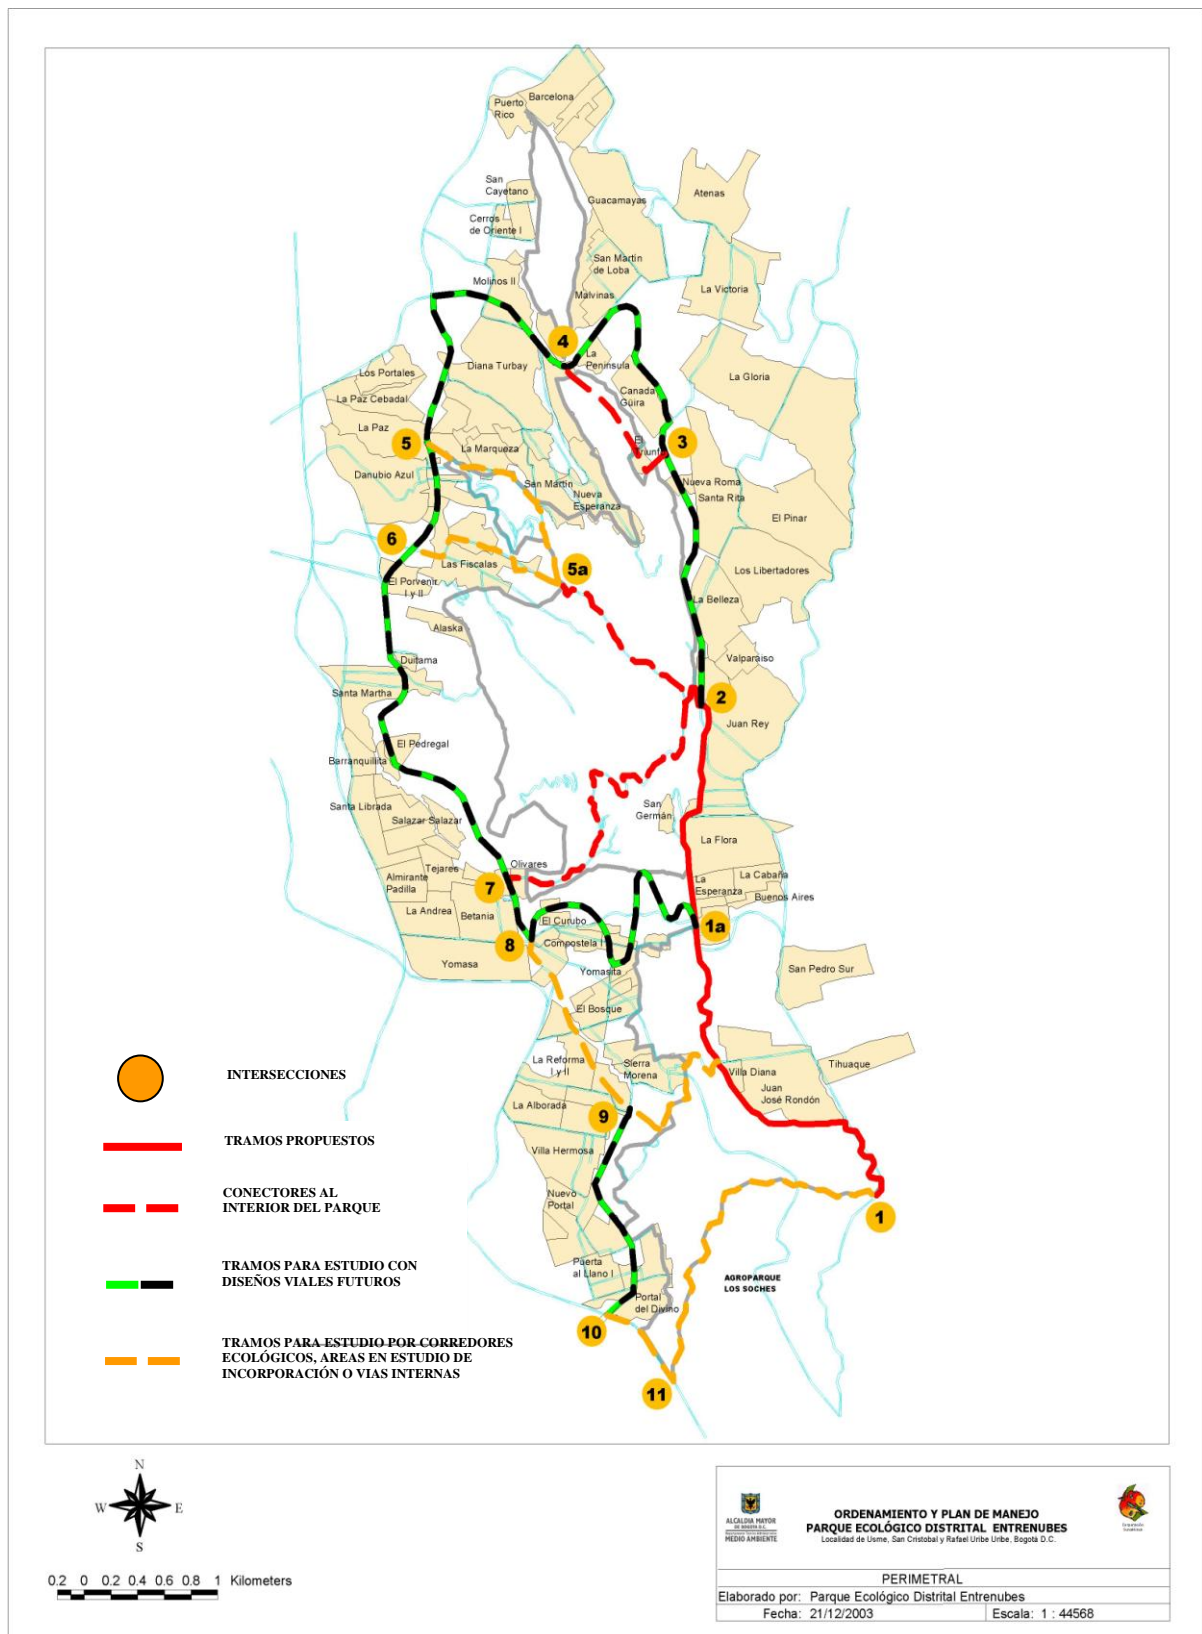 Barcelona
Puerto
Rico
San
Cayetano
Cerros
de Oriente I
Guacamayas
Atenas
San Martin
de Loba
Molinos II
Malvinas
La Victoria
4
La
Peninsula
Diana Turbay
Los Portales
La Paz Cebadal
Canada
Güira
La Gloria
La Paz
5
La Marqueza
El
Triunfo
3
Danubio Azul
San Martín
Nueva
Esperanza
Nueva Roma
Santa Rita
El Pinar
6
Las Fiscalas
5a
Los Libertadores
El Porvenir
I y II
La Belleza
Alaska
Duitama
Valparaiso
Santa Martha
2
Juan Rey
El Pedregal
Barranquillita
Santa Librada
Salazar Salazar
San
Germán
La Flora
Olivares
Tejares
7
Almirante
Padilla
La
Esperanza
La Cabaña
Buenos Aires
La Andrea
Betania
El Curubo
1a
8
Compostela I
Yomasa
Yomasita
San Pedro Sur
El Bosque
La Reforma
I y II
Sierra
Morena
Villa Diana
Tihuaque
Juan
José Rondón
La Alborada
9
Villa Hermosa
Nuevo
Portal
1
Puerta
al Llano I
AGROPARQUE
LOS SOCHES
Portal
del Divino
10
11
INTERSECCIONES
TRAMOS PROPUESTOS
CONECTORES AL
INTERIOR DEL PARQUE
TRAMOS PARA ESTUDIO CON
DISEÑOS VIALES FUTUROS
TRAMOS PARA ESTUDIO POR CORREDORES
ECOLÓGICOS, AREAS EN ESTUDIO DE
INCORPORACIÓN O VIAS INTERNAS
N
W E
S
0.2 0 0.2 0.4 0.6 0.8 1 Kilometers
ALCALDIA MAYOR
DE BOGOTA D.C.
MEDIO AMBIENTE
ORDENAMIENTO Y PLAN DE MANEJO
PARQUE ECOLÓGICO DISTRITAL ENTRENUBES
Localidad de Usme, San Cristobal y Rafael Uribe Uribe, Bogotá D.C.
PERIMETRAL
Elaborado por: Parque Ecológico Distrital Entrenubes
Fecha: 21/12/2003 Escala: 1 : 44568